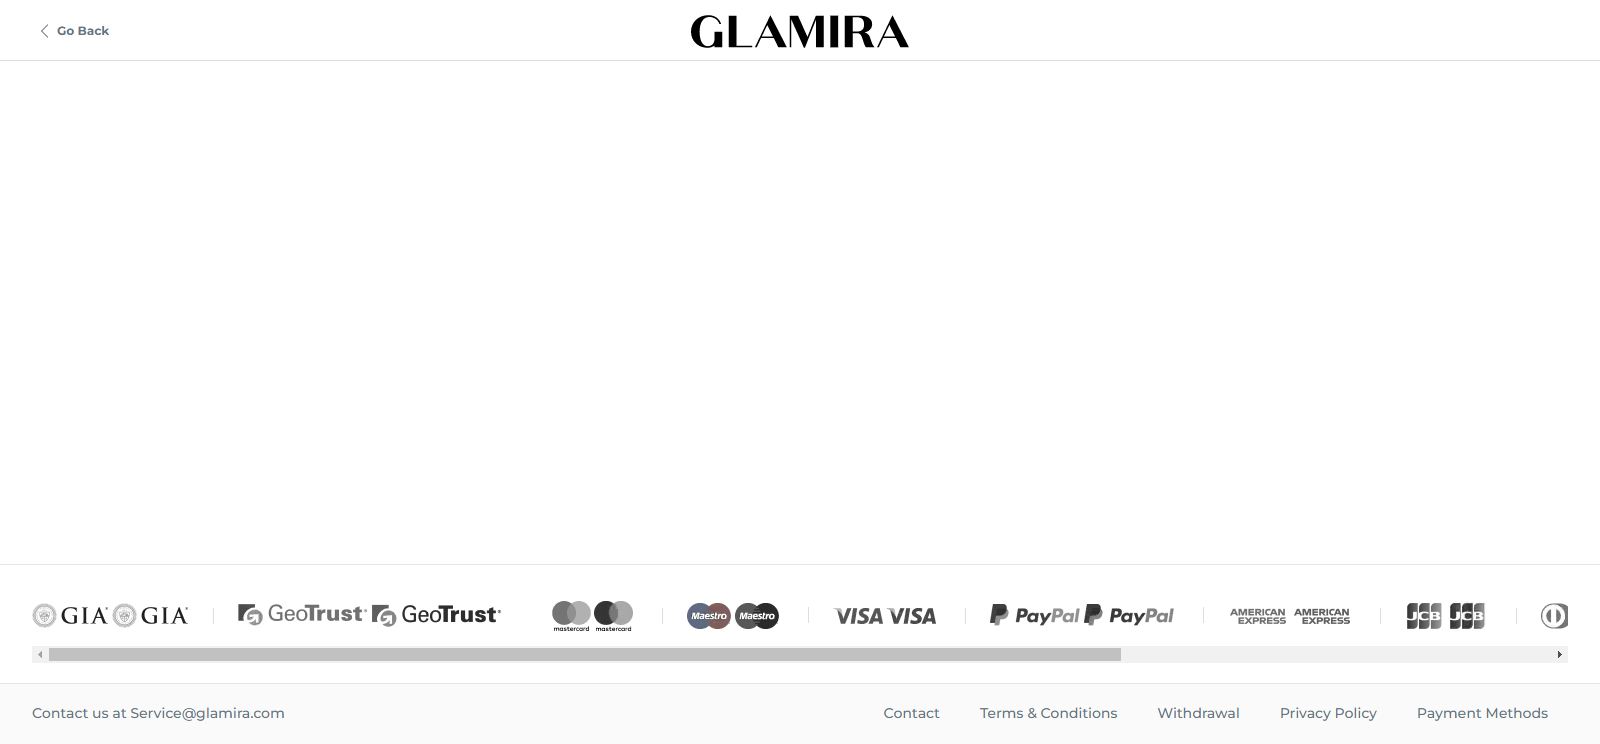 Go Back
GLAMIRA
GIA GIA GeoTrust GeoTrust mastercard mastercard Maestro Maestro VISA VISA PayPal PayPal AMERICAN EXPRESS AMERICAN EXPRESS JCB JCB
Contact us at Service@glamira.com Contact Terms & Conditions Withdrawal Privacy Policy Payment Methods